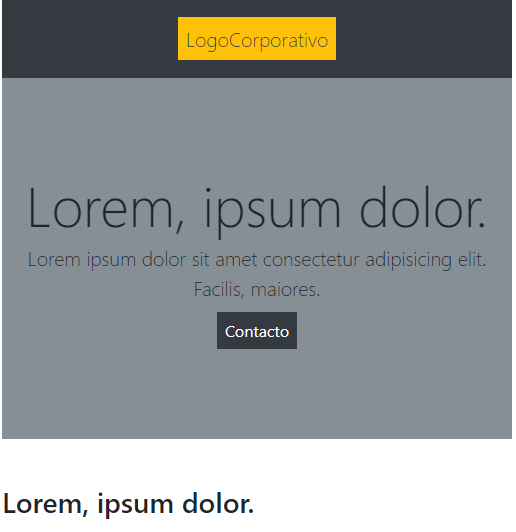 LogoCorporativo
Lorem, ipsum dolor.
Lorem ipsum dolor sit amet consectetur adipisicing elit.
Facilis, maiores.
Contacto
Lorem, ipsum dolor.